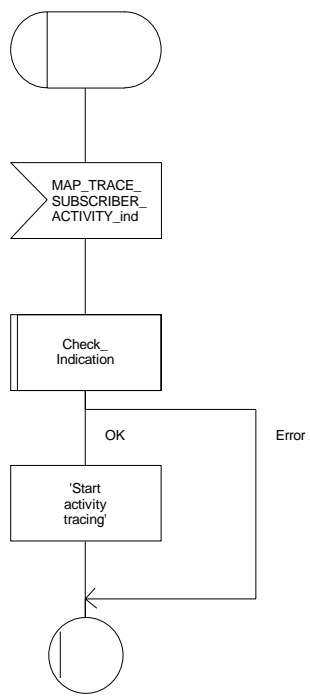 MAP_TRACE_
SUBSCRIBER_
ACTIVITY_ind
Check_
Indication
OK
Error
'Start
activity
tracing'